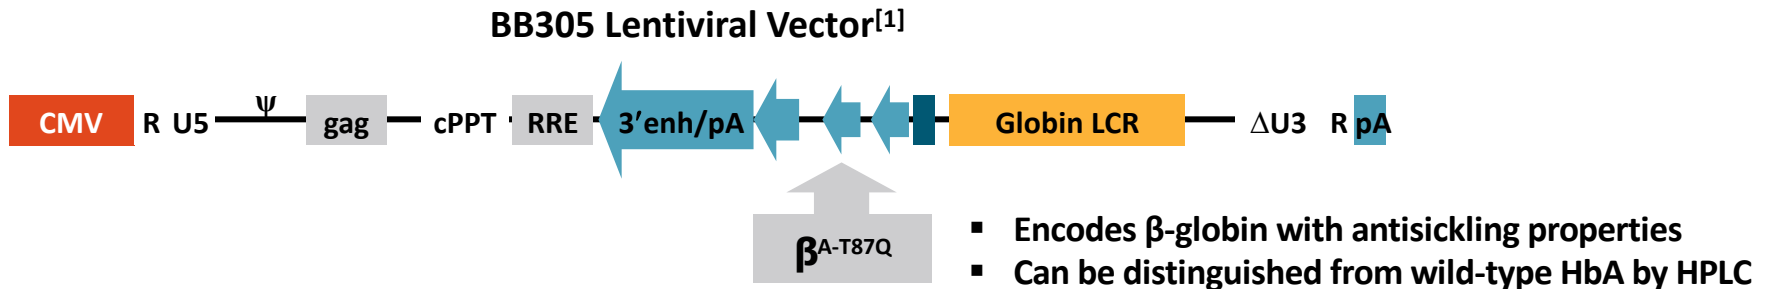 BB305 Lentiviral Vector[1]
CMV R U5 ψ gag cPPT RRE 3′enh/pA Globin LCR ΔU3 R pA
βA-T87Q
▪ Encodes β-globin with antisickling properties
▪ Can be distinguished from wild-type HbA by HPLC